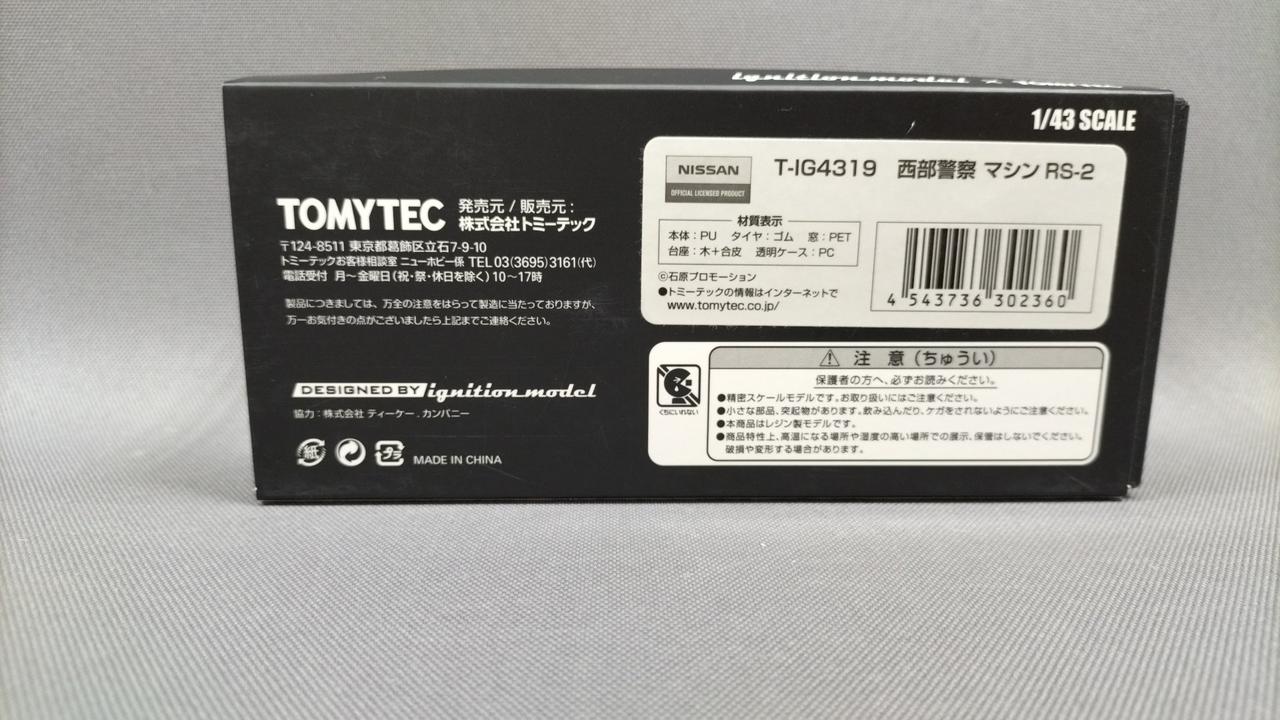 ignition model × TOMYTEC
1/43 SCALE
TOMYTEC
発売元 / 販売元 :
株式会社トミーテック
〒124-8511 東京都葛飾区立石7-9-10
トミーテックお客様相談室 ニューホビー係 TEL 03(3695)3161(代)
電話受付 月～金曜日(祝・祭・休日を除く) 10～17時
製品につきましては、万全の注意をはらって製造に当たっておりますが、
万一お気付きの点がございましたら上記までご連絡ください。
DESIGNED BY ignition model
協力 : 株式会社 ティーケー . カンパニー
紙
プラ
MADE IN CHINA
NISSAN
OFFICIAL LICENSED PRODUCT
T-IG4319 西部警察 マシン RS-2
材質表示
本体 : PU タイヤ : ゴム 窓 : PET
台座 : 木+合皮 透明ケース : PC
©石原プロモーション
●トミーテックの情報はインターネットで
www.tomytec.co.jp/
4 543736 302360
くちにいれない
⚠ 注 意 (ちゅうい)
保護者の方へ、必ずお読みください。
●精密スケールモデルです。お取り扱いにはご注意ください。
●小さな部品、突起物があります。飲み込んだり、ケガをされないようにご注意ください。
●本商品はレジン製モデルです。
●商品特性上、高温になる場所や湿度の高い場所での展示、保管はしないでください。
破損や変形する場合があります。